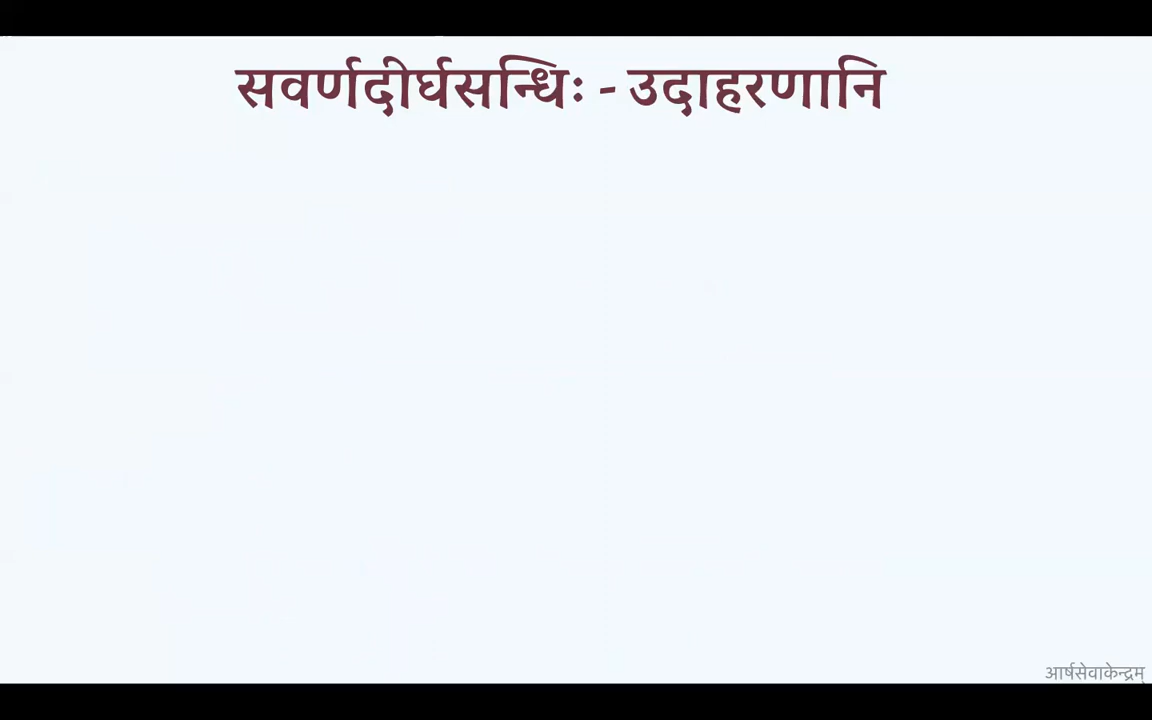 सवर्णदीर्घसन्धिः - उदाहरणानि
आर्षसेवाकेन्द्रम्